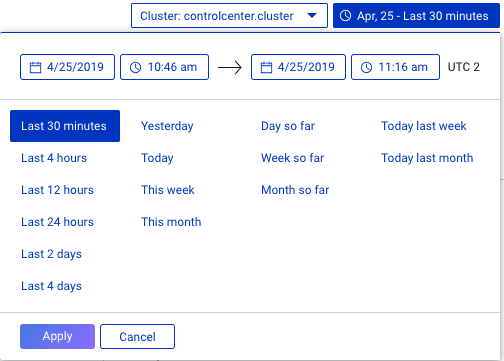 Cluster: controlcenter.cluster Apr, 25 - Last 30 minutes
4/25/2019 10:46 am 4/25/2019 11:16 am UTC 2
Last 30 minutes Yesterday Day so far Today last week
Last 4 hours Today Week so far Today last month
Last 12 hours This week Month so far
Last 24 hours This month
Last 2 days
Last 4 days
Apply Cancel